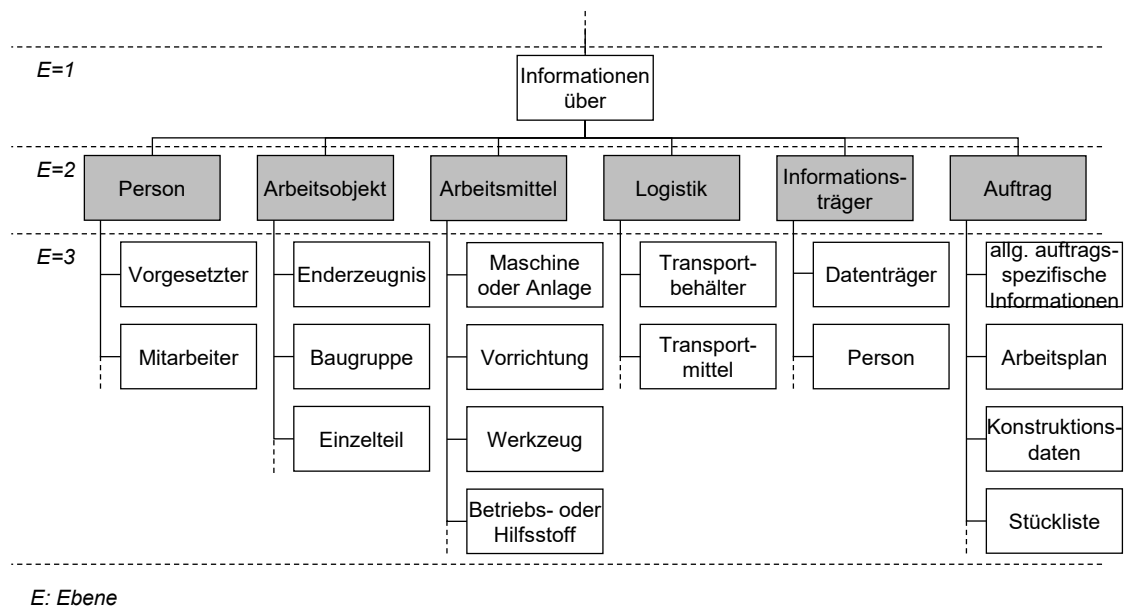 E=1
Informationen
über
E=2
Person
Arbeitsobjekt
Arbeitsmittel
Logistik
Informations-
träger
Auftrag
E=3
Vorgesetzter
Mitarbeiter
Enderzeugnis
Baugruppe
Einzelteil
Maschine
oder Anlage
Vorrichtung
Werkzeug
Betriebs- oder
Hilfsstoff
Transport-
behälter
Transport-
mittel
Datenträger
Person
allg. auftrags-
spezifische
Informationen
Arbeitsplan
Konstruktions-
daten
Stückliste
E: Ebene